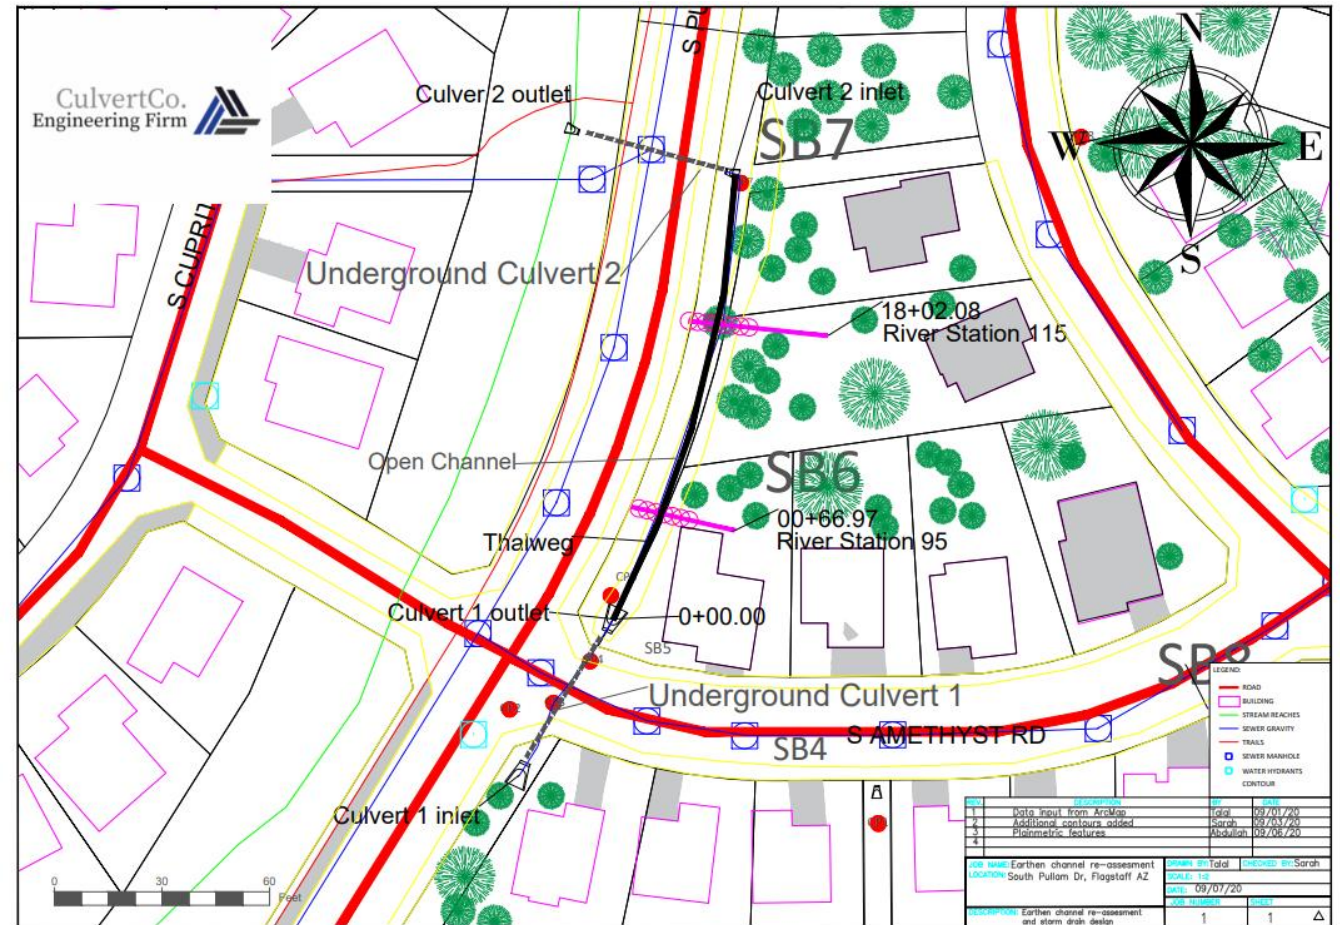 CulvertCo.
Engineering Firm
N
W
E
S
S PU
Culver 2 outlet
Culvert 2 inlet
SB7
S CUPRIT
Underground Culvert 2
18+02.08
River Station 115
Open Channel
SB6
00+66.97
River Station 95
Thalweg
CP
Culvert 1 outlet
0+00.00
SB5
SB8
Underground Culvert 1
S AMETHYST RD
SB4
Culvert 1 inlet
0 30 60
Feet
LEGEND:
ROAD
BUILDING
STREAM REACHES
SEWER GRAVITY
TRAILS
SEWER MANHOLE
WATER HYDRANTS
CONTOUR
REV. DESCRIPTION BY DATE
1 Data input from ArcMap Talal 09/01/20
2 Additional contours added Sarah 09/03/20
3 Planimetric features Abdullah 09/06/20
4
JOB NAME: Earthen channel re-assesment
LOCATION: South Pullam Dr, Flagstaff AZ
DRAWN BY: Talal CHECKED BY: Sarah
SCALE: 1:2
DATE: 09/07/20
JOB NUMBER SHEET
1 1
DESCRIPTION: Earthen channel re-assesment
and storm drain design